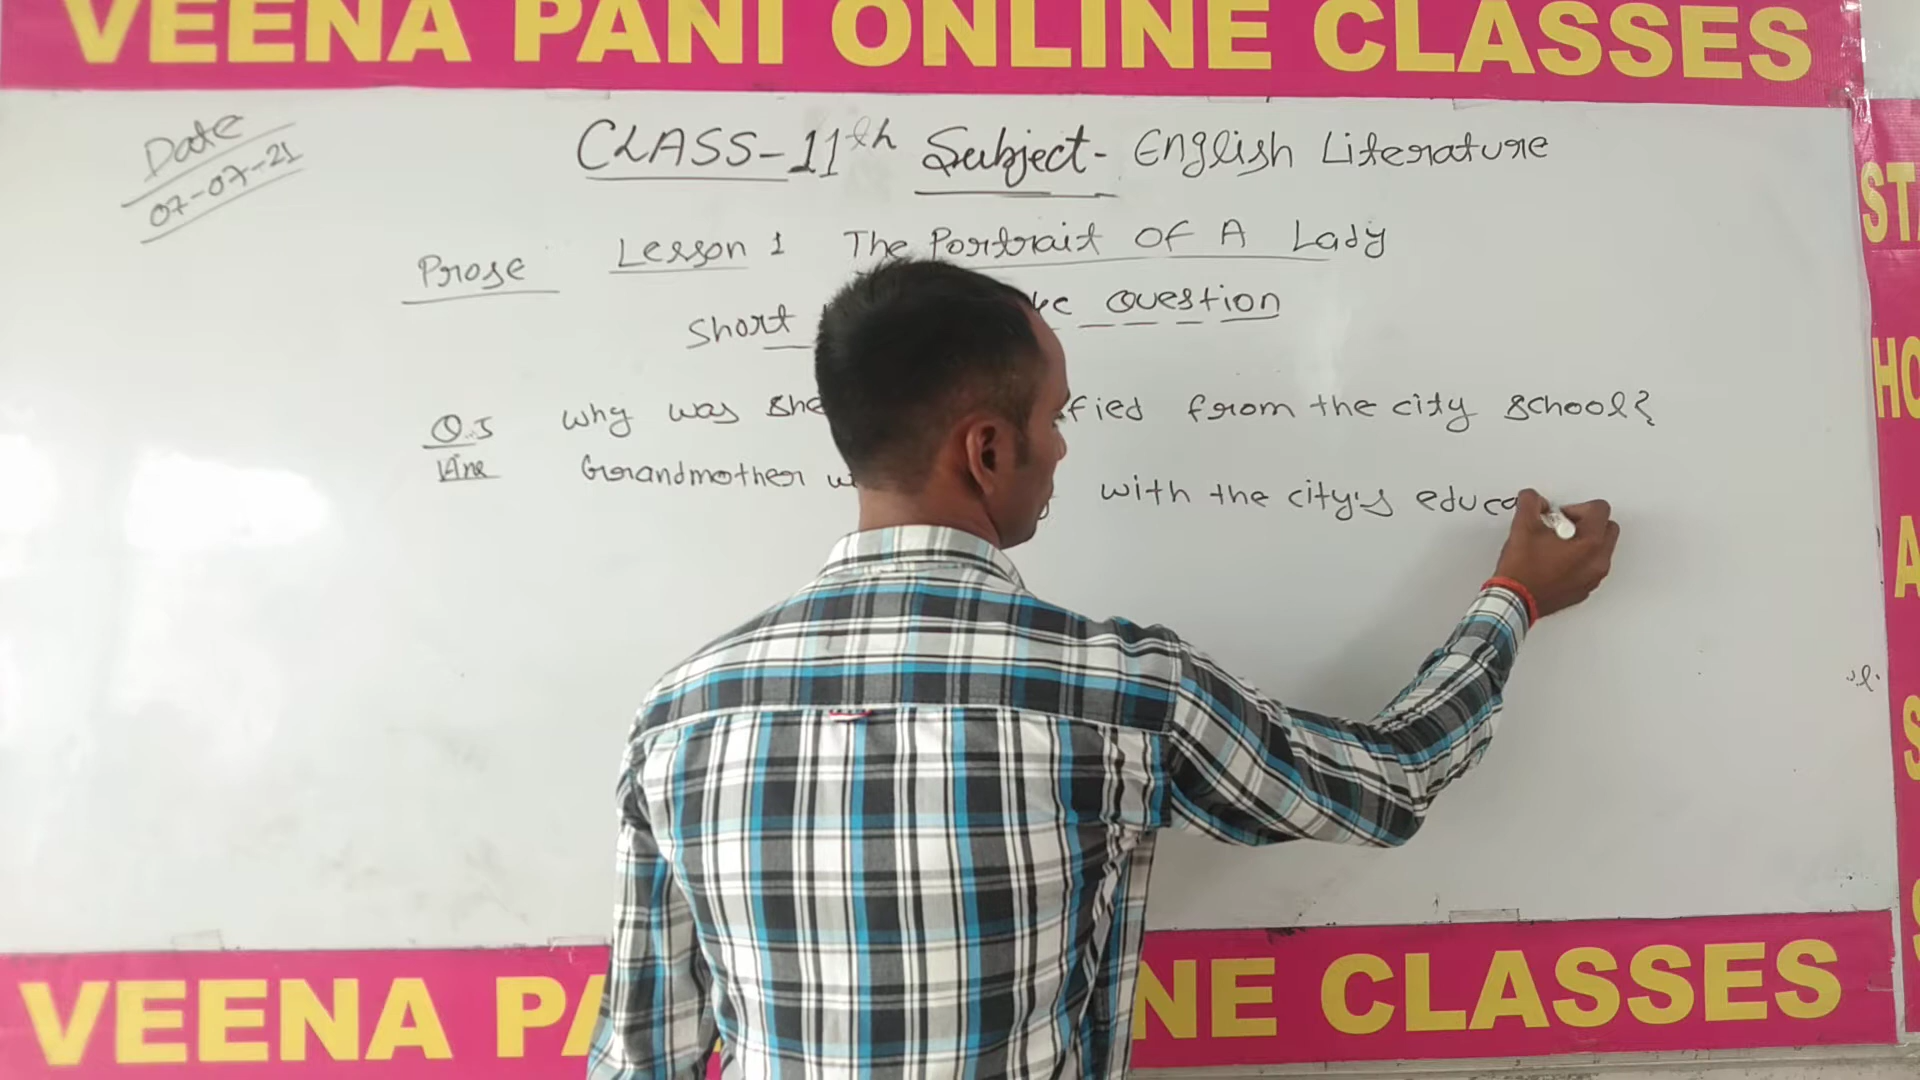 VEENA PANI ONLINE CLASSES
Date
07-07-21
CLASS-11th Subject- English Literature
Prose Lesson 1 The Portrait OF A Lady
Short Question
Q.5 Why was she fied from the city school?
Ans Grandmother with the city's educa
VEENA PA NE CLASSES
STA
HO
A
S